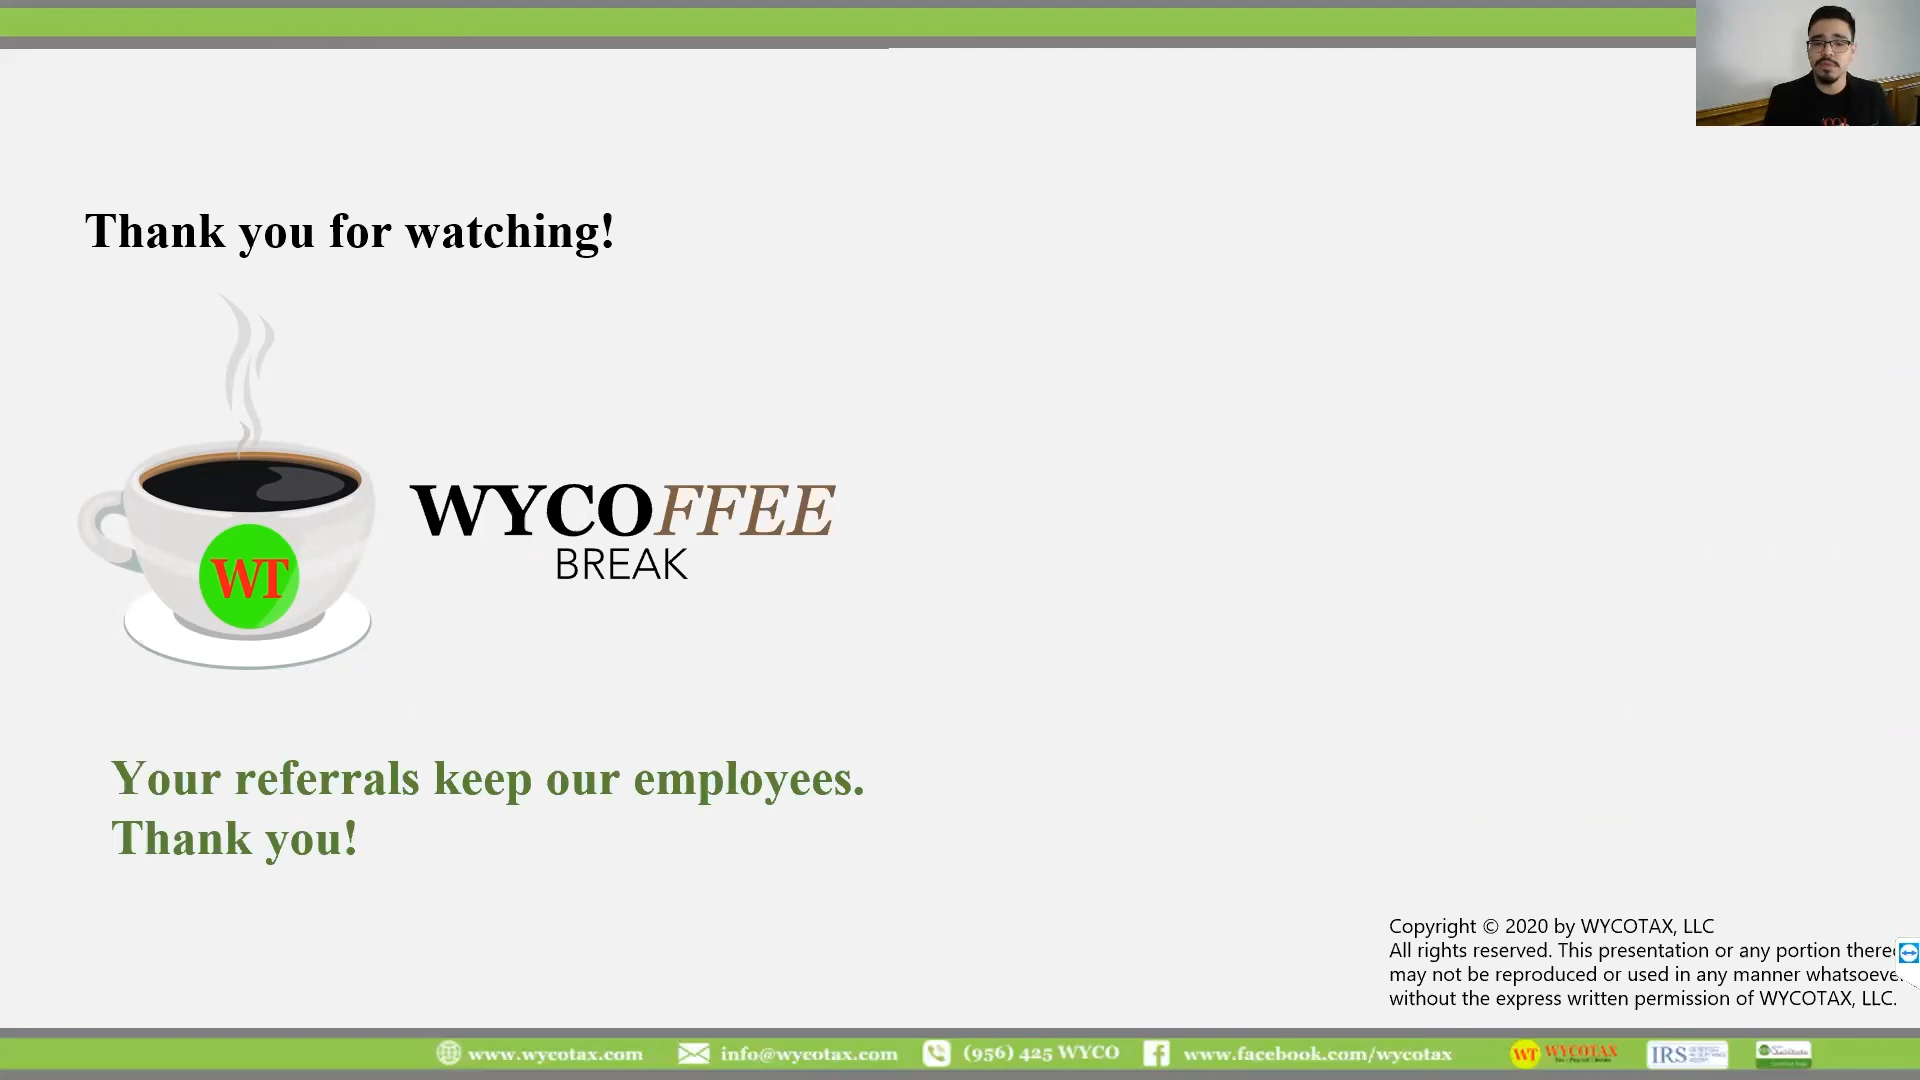 Thank you for watching!
WYCOFFEE
BREAK
WT
Your referrals keep our employees.
Thank you!
Copyright © 2020 by WYCOTAX, LLC
All rights reserved. This presentation or any portion there
may not be reproduced or used in any manner whatsoeve
without the express written permission of WYCOTAX, LLC.
www.wycotax.com info@wycotax.com (956) 425 WYCO www.facebook.com/wycotax WT WYCOTAX IRS